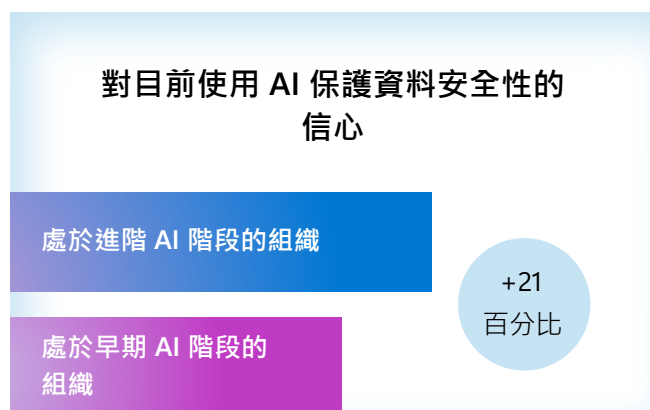 對目前使用 AI 保護資料安全性的
信心
處於進階 AI 階段的組織
+21
百分比
處於早期 AI 階段的
組織